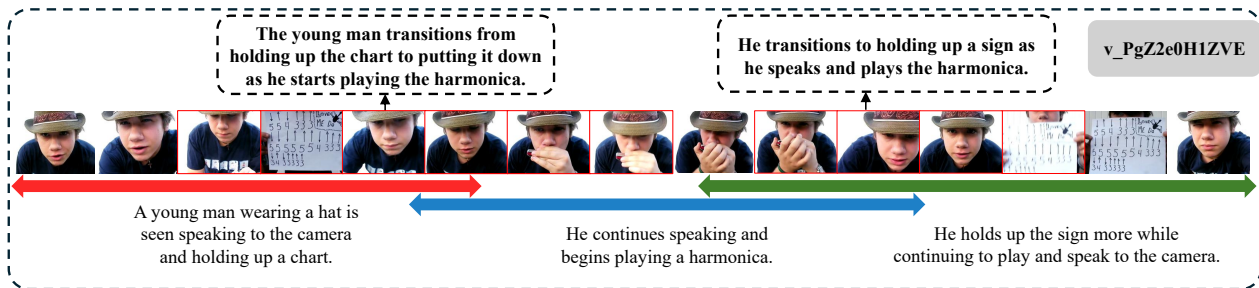 The young man transitions from
holding up the chart to putting it down
as he starts playing the harmonica.
He transitions to holding up a sign as
he speaks and plays the harmonica.
v_PgZ2e0H1ZVE
A young man wearing a hat is
seen speaking to the camera
and holding up a chart.
He continues speaking and
begins playing a harmonica.
He holds up the sign more while
continuing to play and speak to the camera.